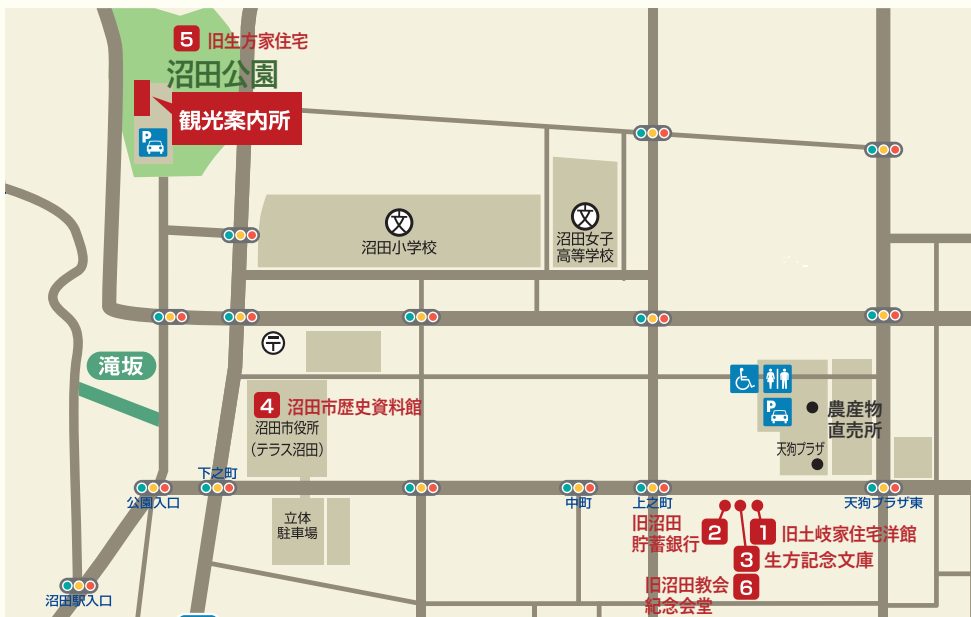 5 旧生方家住宅
沼田公園
観光案内所
P
文
沼田小学校
文
沼田女子
高等学校
〒
滝坂
4 沼田市歴史資料館
沼田市役所
(テラス沼田)
P
農産物
直売所
天狗プラザ
下之町
公園入口
中町
上之町
天狗プラザ東
立体
駐車場
旧沼田
貯蓄銀行
2
1 旧土岐家住宅洋館
3 生方記念文庫
旧沼田教会
紀念会堂
6
沼田駅入口